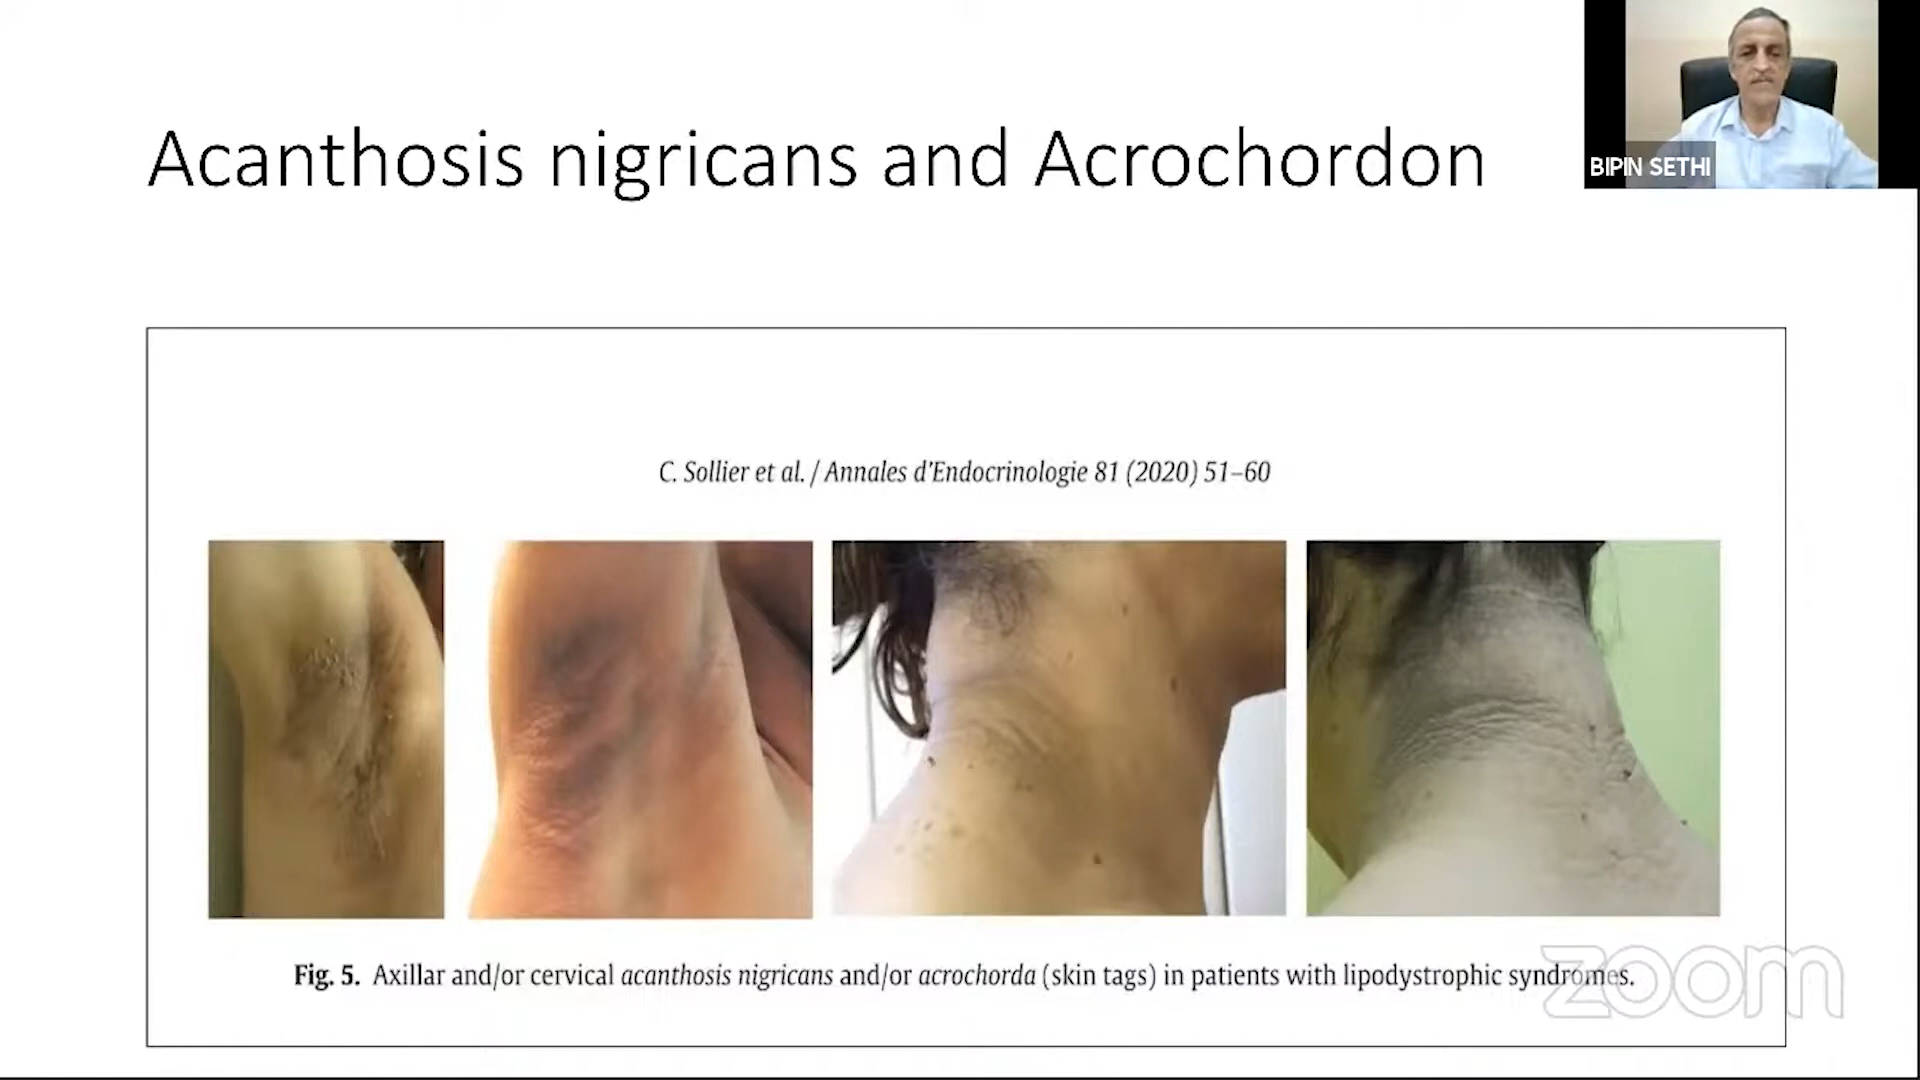 Acanthosis nigricans and Acrochordon
BIPIN SETHI
C. Sollier et al. / Annales d'Endocrinologie 81 (2020) 51–60
Fig. 5. Axillar and/or cervical acanthosis nigricans and/or acrochorda (skin tags) in patients with lipodystrophic syndromes.
zoom